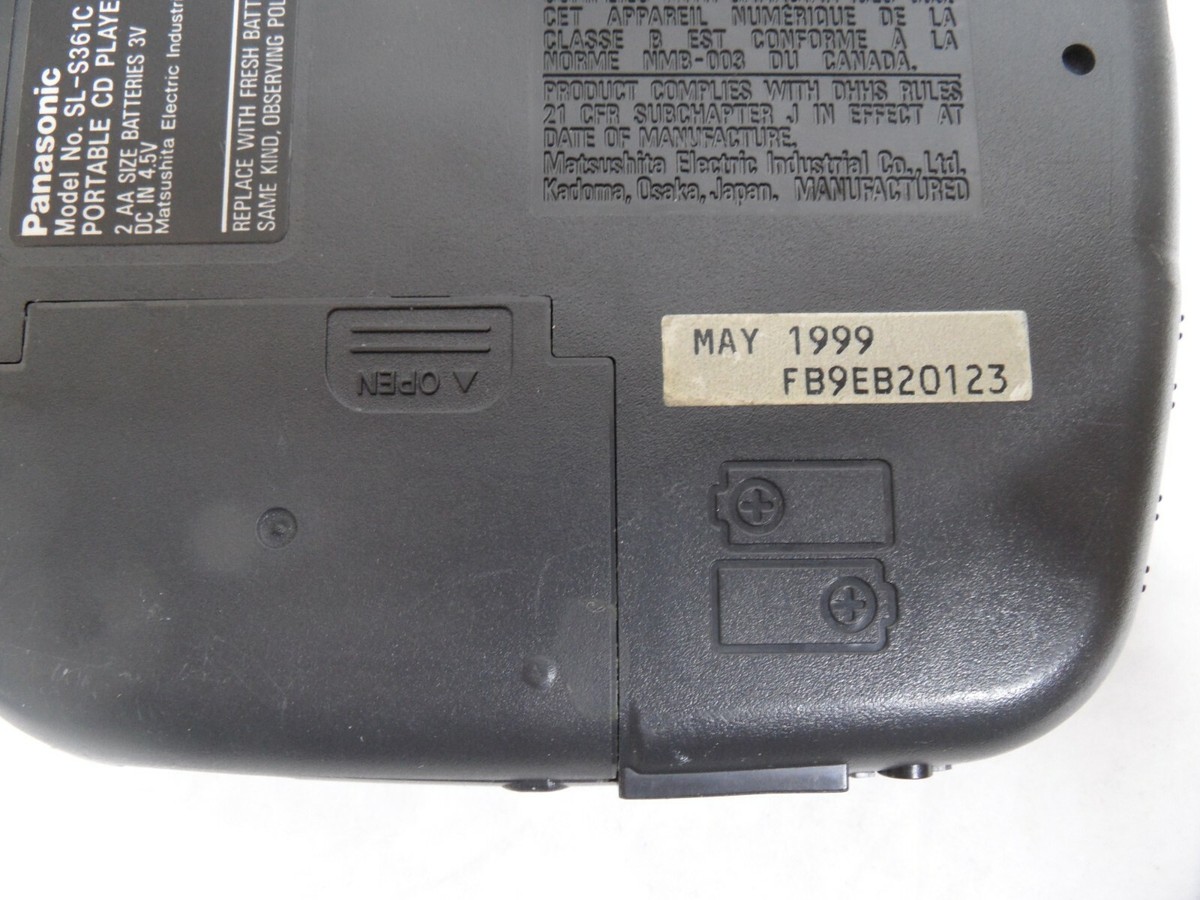 Panasonic
Model No. SL-S361C
PORTABLE CD PLAYE
2 AA SIZE BATTERIES 3V
DC IN 4.5V
Matsushita Electric Industri
REPLACE WITH FRESH BATT
SAME KIND, OBSERVING POL
CET APPAREIL NUMÉRIQUE DE LA
CLASSE B EST CONFORME À LA
NORME NMB-003 DU CANADA.
PRODUCT COMPLIES WITH DHHS RULES
21 CFR SUBCHAPTER J IN EFFECT AT
DATE OF MANUFACTURE.
Matsushita Electric Industrial Co., Ltd.
Kadoma, Osaka, Japan. MANUFACTURED
OPEN
MAY 1999
FB9EB20123